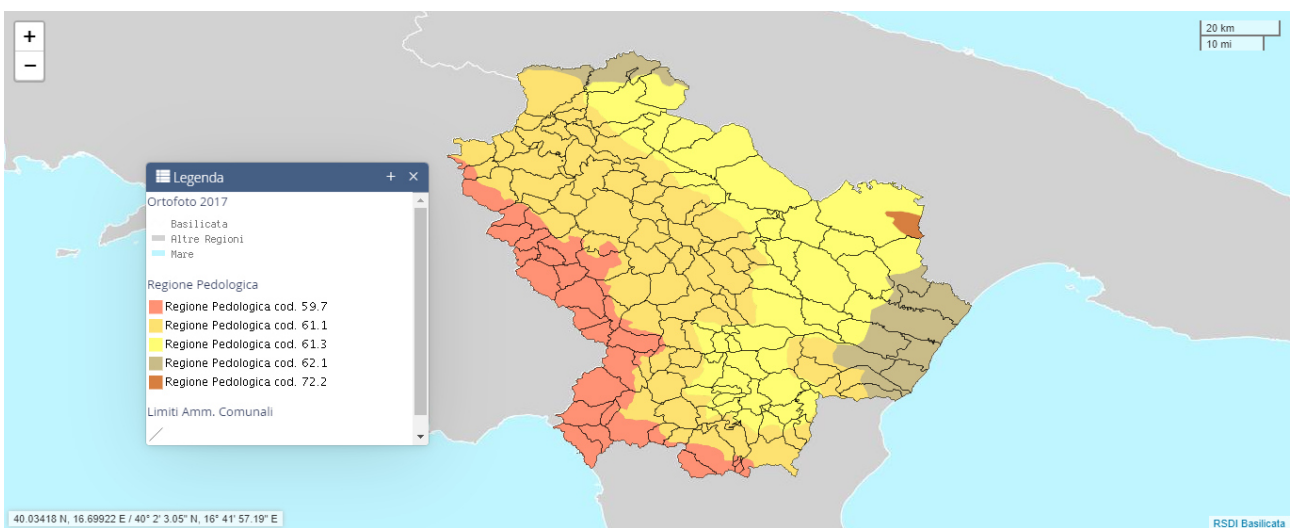 +
−
20 km
10 mi
Legenda
+ ×
Ortofoto 2017
Basilicata
Altre Regioni
Mare
Regione Pedologica
Regione Pedologica cod. 59.7
Regione Pedologica cod. 61.1
Regione Pedologica cod. 61.3
Regione Pedologica cod. 62.1
Regione Pedologica cod. 72.2
Limiti Amm. Comunali
40.03418 N, 16.69922 E / 40° 2' 3.05" N, 16° 41' 57.19" E
RSDI Basilicata